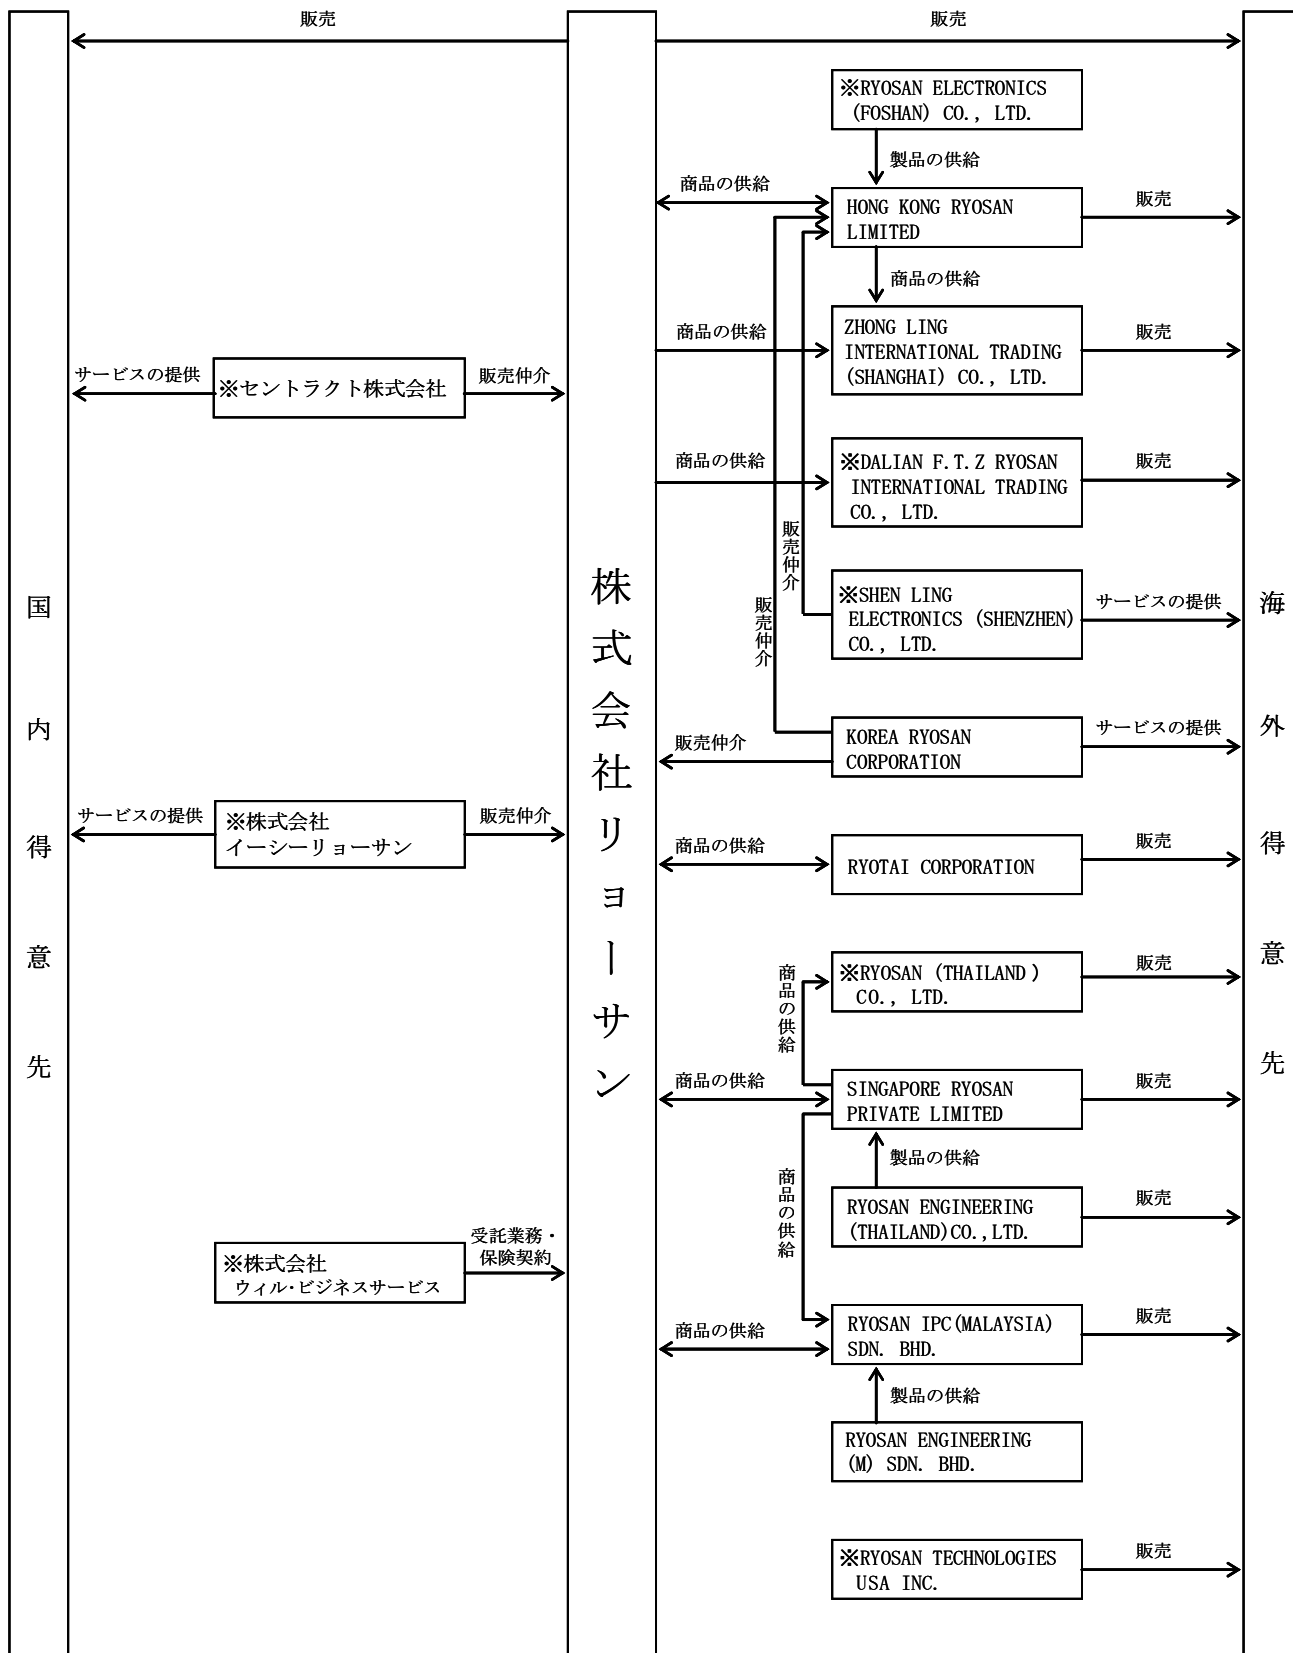 販売
販売
※RYOSAN ELECTRONICS
(FOSHAN) CO., LTD.
製品の供給
商品の供給
HONG KONG RYOSAN
LIMITED
販売
商品の供給
商品の供給
ZHONG LING
INTERNATIONAL TRADING
(SHANGHAI) CO., LTD.
販売
サービスの提供
※セントラクト株式会社
販売仲介
商品の供給
※DALIAN F.T.Z RYOSAN
INTERNATIONAL TRADING
CO., LTD.
販売
販売仲介
販売仲介
※SHEN LING
ELECTRONICS (SHENZHEN)
CO., LTD.
サービスの提供
国内得意先
株式会社リョーサン
海外得意先
販売仲介
KOREA RYOSAN
CORPORATION
サービスの提供
サービスの提供
※株式会社
イーシーリョーサン
販売仲介
商品の供給
RYOTAI CORPORATION
販売
商品の供給
※RYOSAN (THAILAND)
CO., LTD.
販売
商品の供給
SINGAPORE RYOSAN
PRIVATE LIMITED
販売
製品の供給
商品の供給
RYOSAN ENGINEERING
(THAILAND)CO.,LTD.
販売
※株式会社
ウィル・ビジネスサービス
受託業務・
保険契約
商品の供給
RYOSAN IPC(MALAYSIA)
SDN. BHD.
販売
製品の供給
RYOSAN ENGINEERING
(M) SDN. BHD.
※RYOSAN TECHNOLOGIES
USA INC.
販売